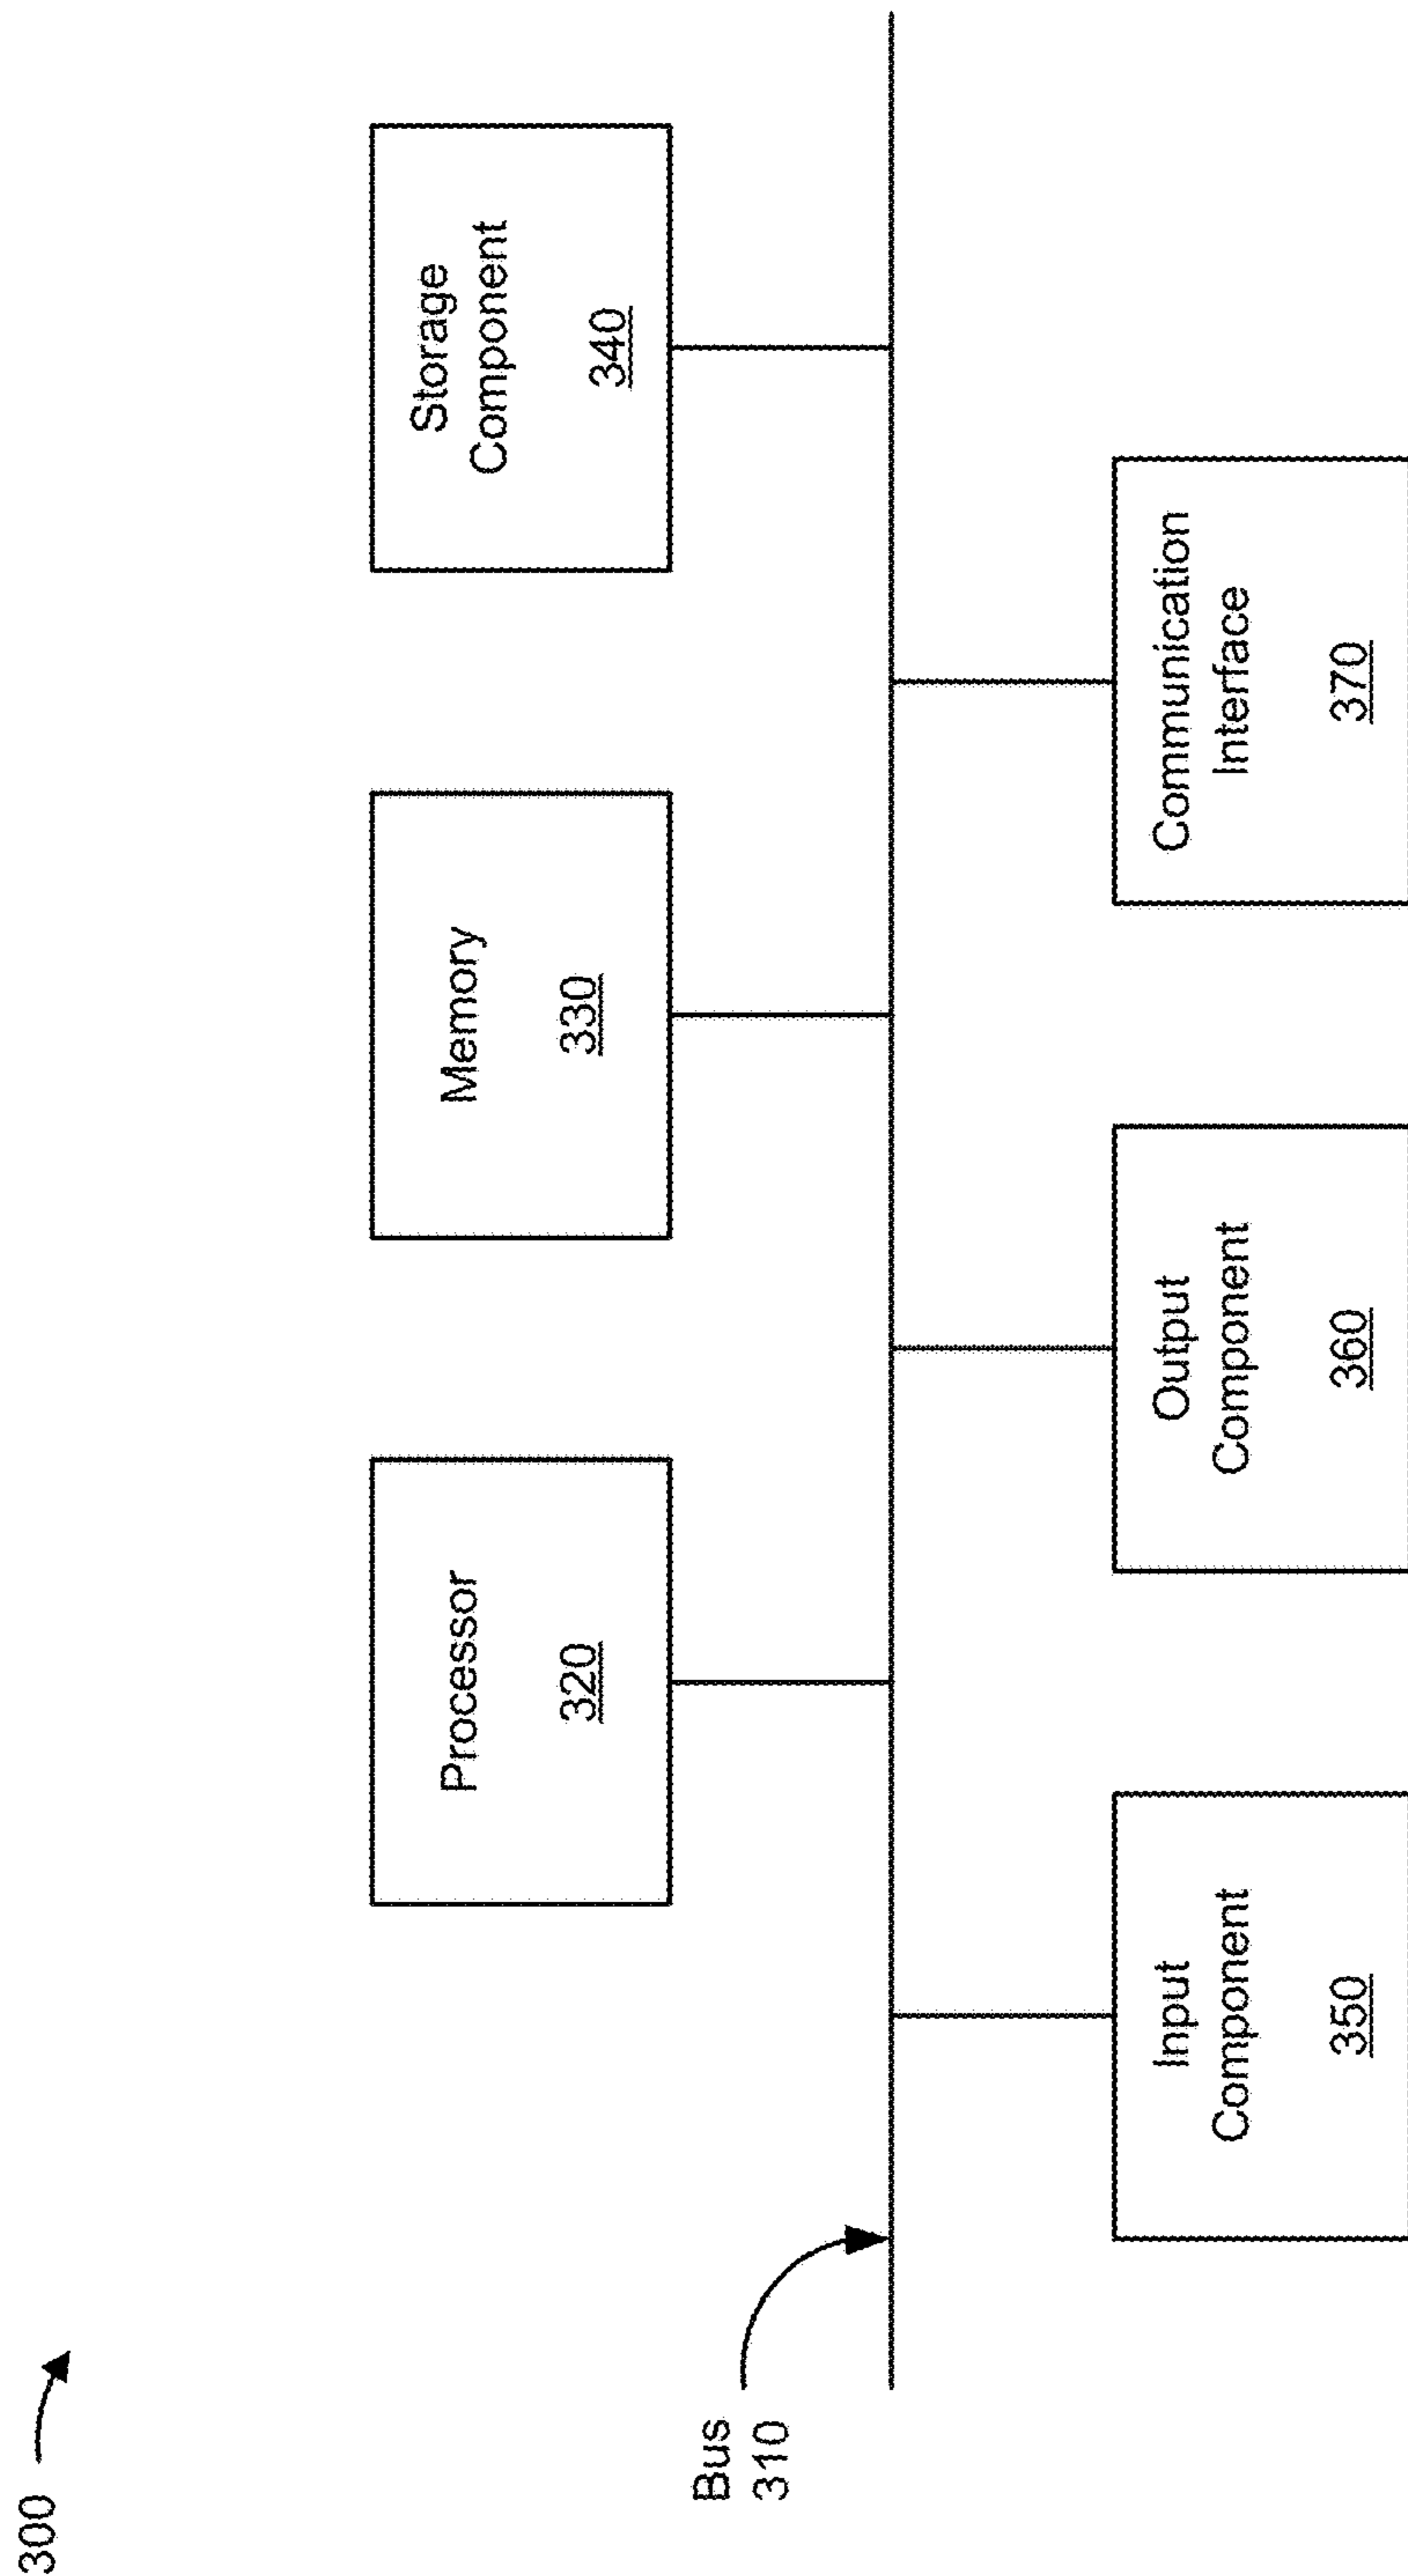 300
Processor
320
Memory
330
Storage
Component
340
Bus
310
Input
Component
350
Output
Component
360
Communication
Interface
370